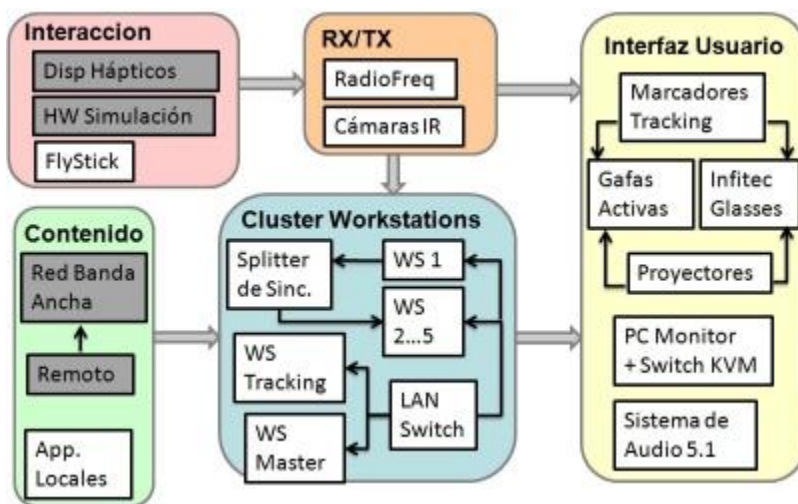 Interaccion
Disp Hápticos
HW Simulación
FlyStick
RX/TX
RadioFreq
Cámaras IR
Interfaz Usuario
Marcadores
Tracking
Gafas
Activas
Infitec
Glasses
Proyectores
PC Monitor
+ Switch KVM
Sistema de
Audio 5.1
Contenido
Red Banda
Ancha
Remoto
App.
Locales
Cluster Workstations
Splitter
de Sinc.
WS 1
WS
2...5
WS
Tracking
LAN
Switch
WS
Master